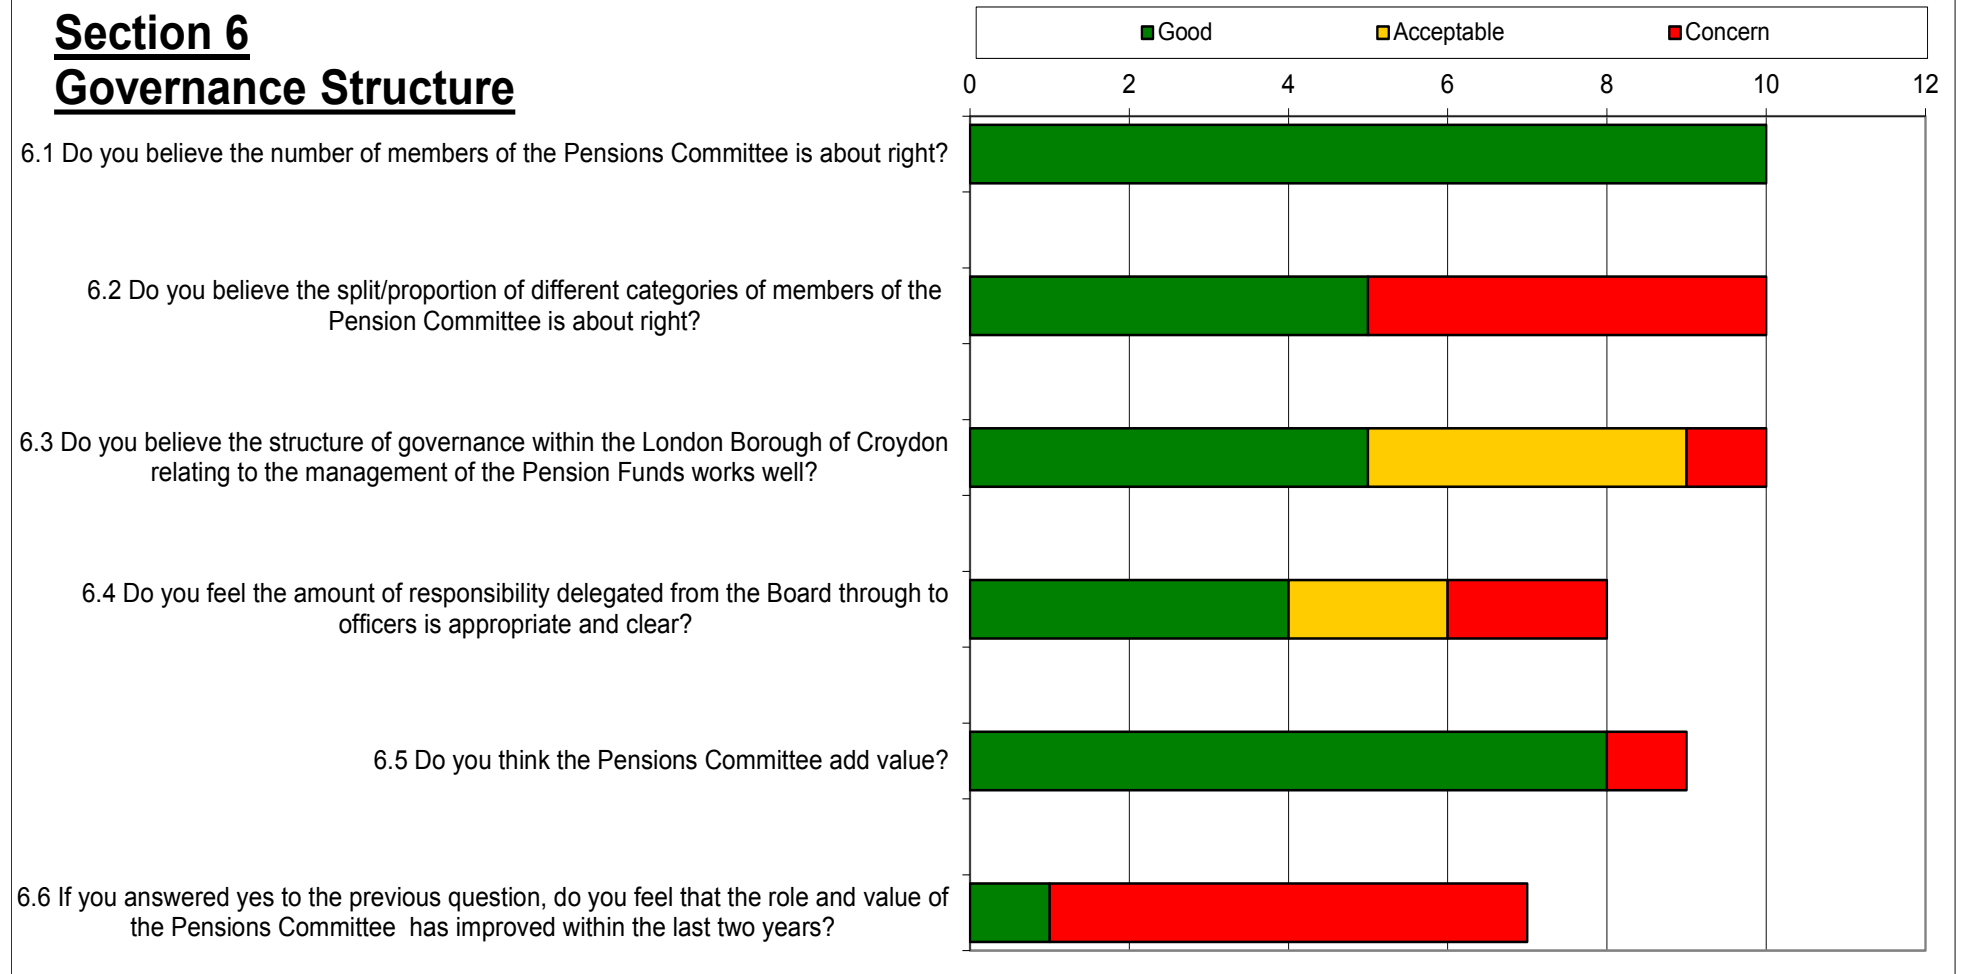 Section 6
Governance Structure
Good Acceptable Concern
0 2 4 6 8 10 12
6.1 Do you believe the number of members of the Pensions Committee is about right?
6.2 Do you believe the split/proportion of different categories of members of the
Pension Committee is about right?
6.3 Do you believe the structure of governance within the London Borough of Croydon
relating to the management of the Pension Funds works well?
6.4 Do you feel the amount of responsibility delegated from the Board through to
officers is appropriate and clear?
6.5 Do you think the Pensions Committee add value?
6.6 If you answered yes to the previous question, do you feel that the role and value of
the Pensions Committee  has improved within the last two years?